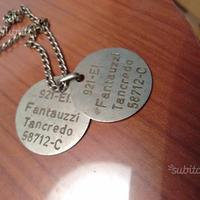 921-EI.
Fantauzzi
Tancredo
58712-C
921-EI.
Fantauzzi
Tancredo
58712-C
subito